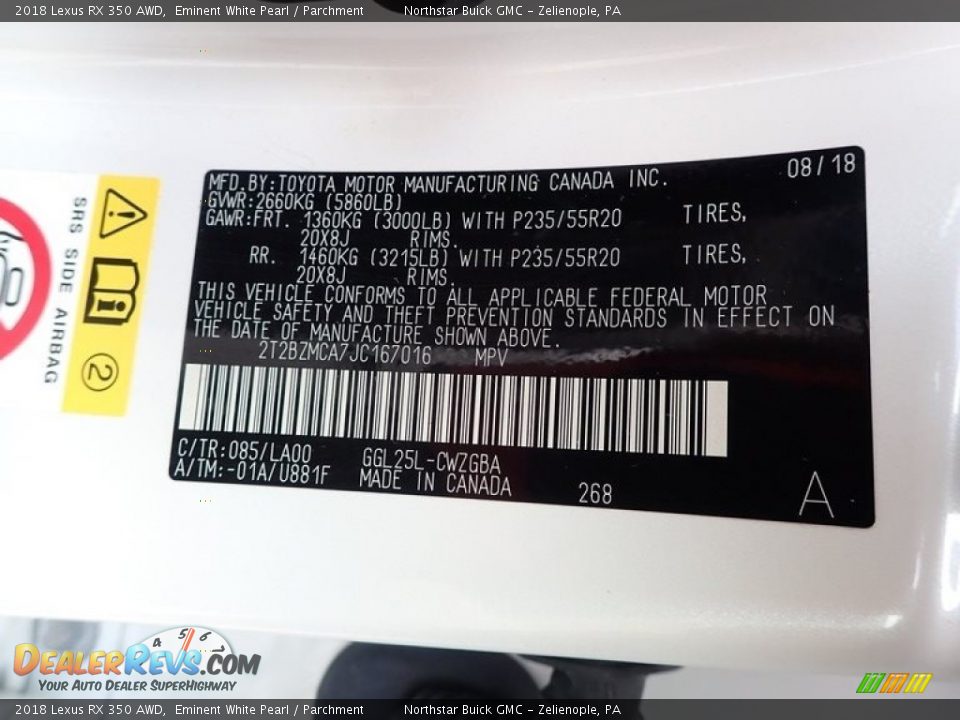 2018 Lexus RX 350 AWD, Eminent White Pearl / Parchment Northstar Buick GMC - Zelienople, PA
MFD.BY:TOYOTA MOTOR MANUFACTURING CANADA INC. 08/18
GVWR:2660KG (5860LB)
GAWR:FRT. 1360KG (3000LB) WITH P235/55R20 TIRES,
20X8J RIMS.
RR. 1460KG (3215LB) WITH P235/55R20 TIRES,
20X8J RIMS.
THIS VEHICLE CONFORMS TO ALL APPLICABLE FEDERAL MOTOR
VEHICLE SAFETY AND THEFT PREVENTION STANDARDS IN EFFECT ON
THE DATE OF MANUFACTURE SHOWN ABOVE.
2T2BZMCA7JC167016 MPV
C/TR:085/LA00 GGL25L-CWZGBA
A/TM:-01A/U881F MADE IN CANADA 268 A
SRS SIDE AIRBAG
2
4 5 6
DEALERREVS.COM
YOUR AUTO DEALER SUPERHIGHWAY
2018 Lexus RX 350 AWD, Eminent White Pearl / Parchment Northstar Buick GMC - Zelienople, PA